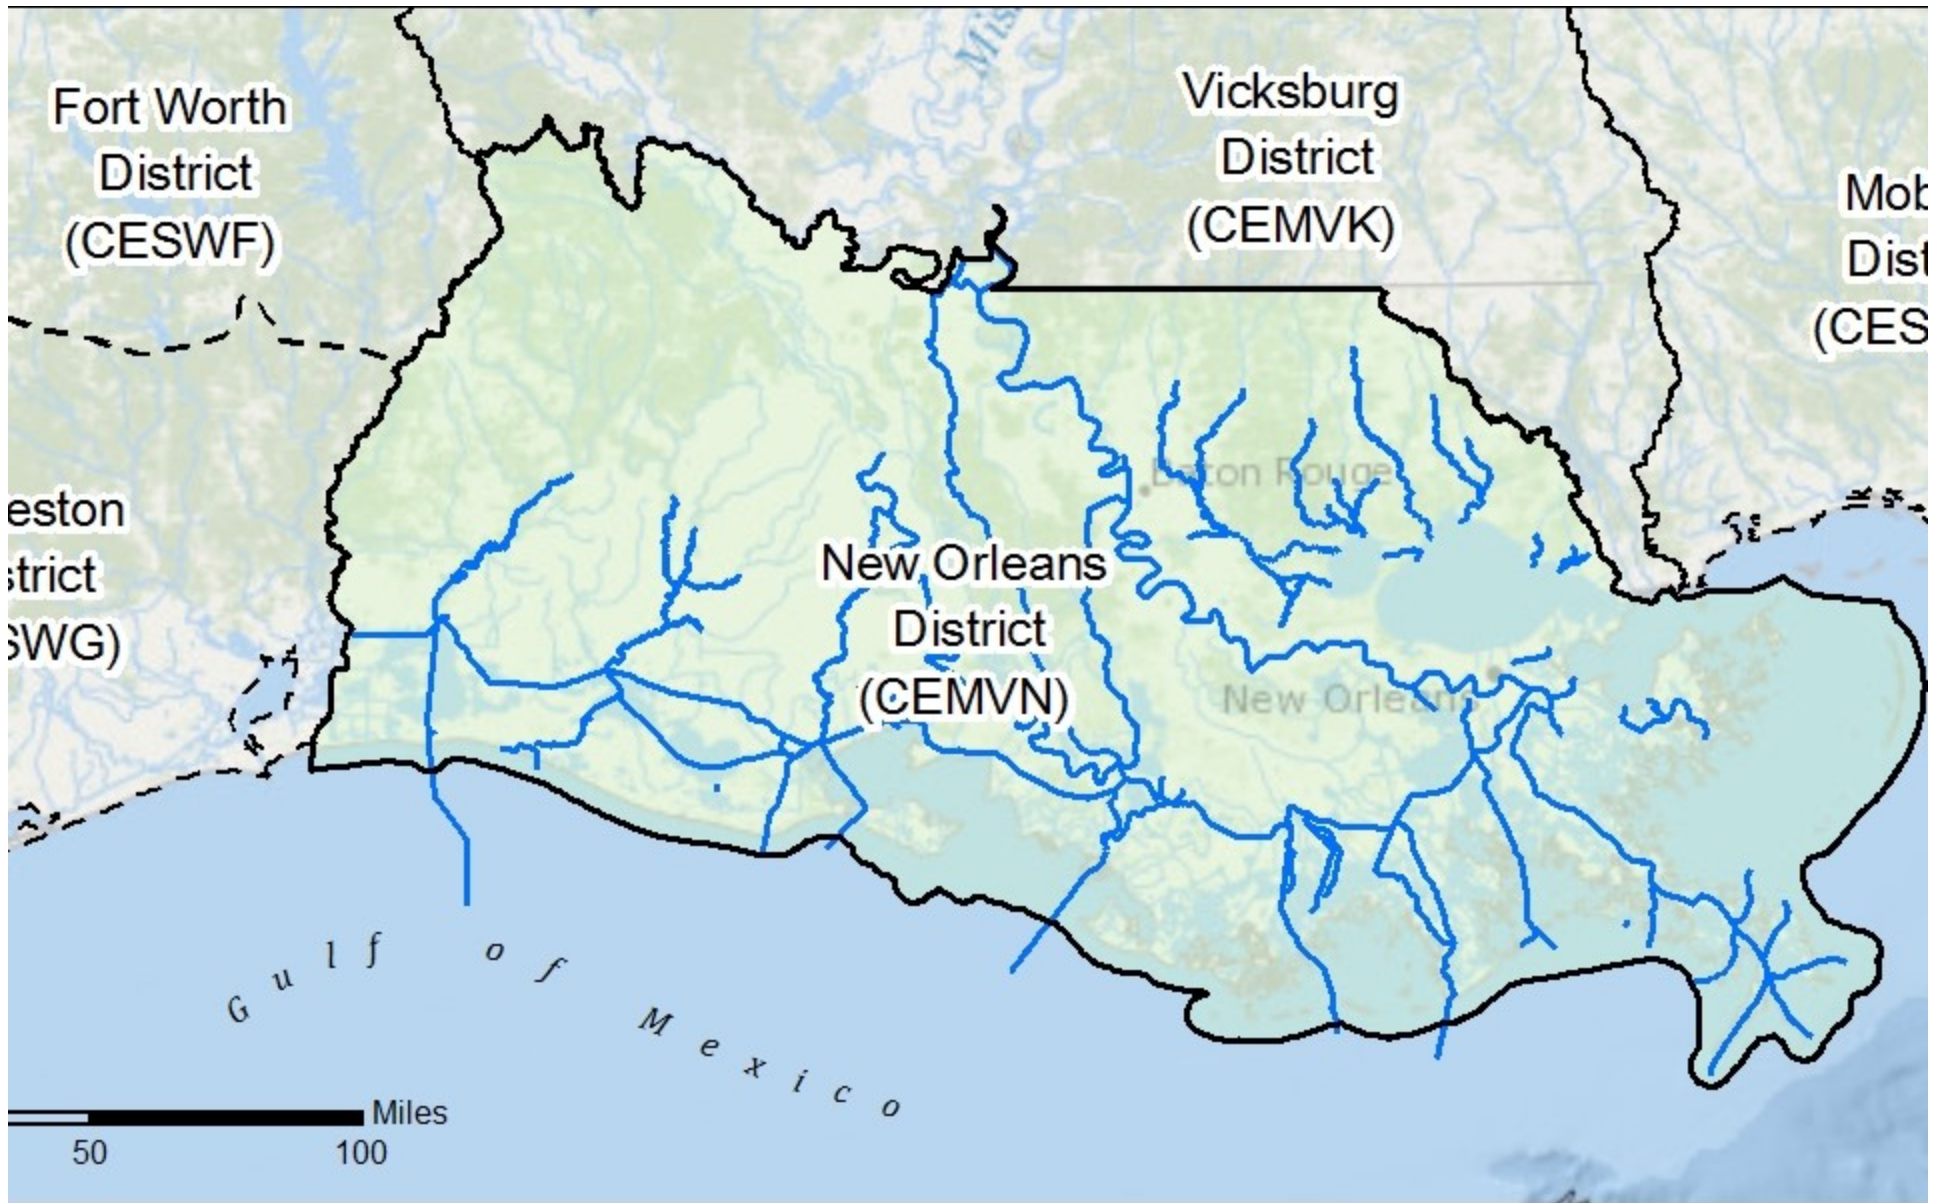 Mis
Fort Worth
District
(CESWF)
Vicksburg
District
(CEMVK)
Mob
Dist
(CES
Baton Rouge
eston
strict
SWG)
New Orleans
District
(CEMVN)
New Orleans
Gulf of Mexico
Miles
50
100